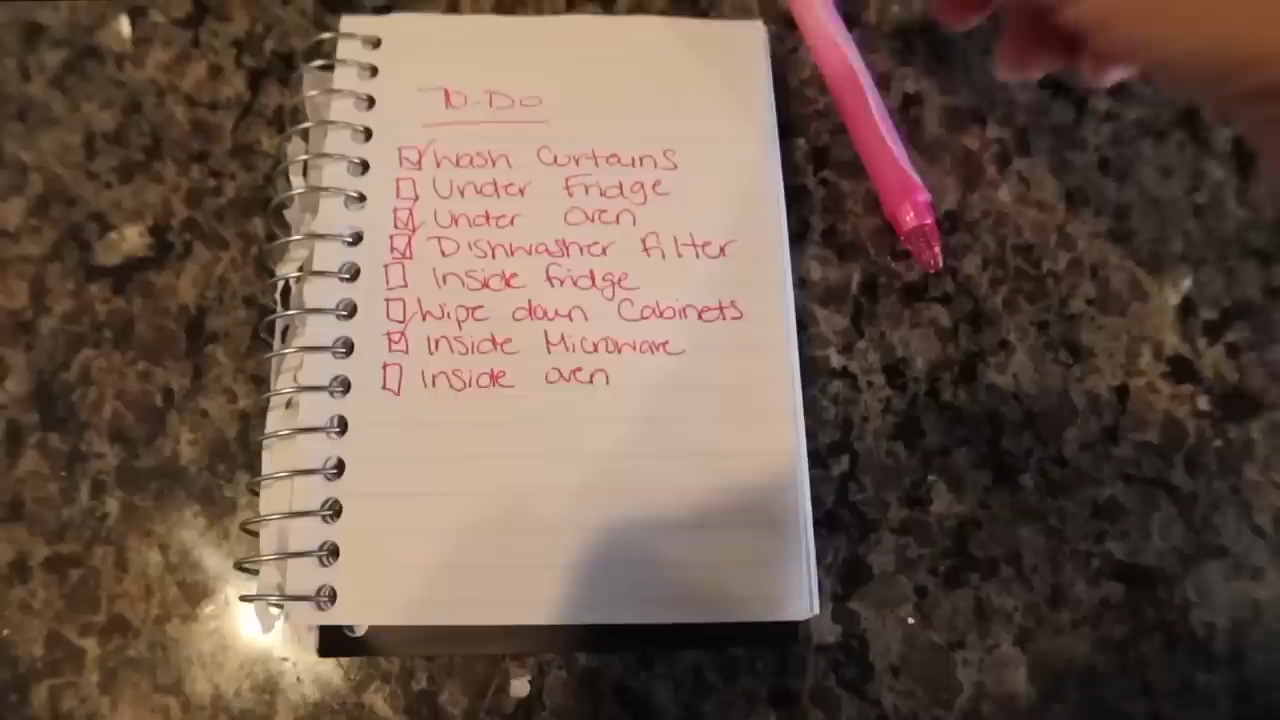 TO-DO
☑ Wash Curtains
☐ Under fridge
☑ Under oven
☑ Dishwasher filter
☐ Inside fridge
☐ Wipe down Cabinets
☑ Inside Microwave
☐ Inside oven